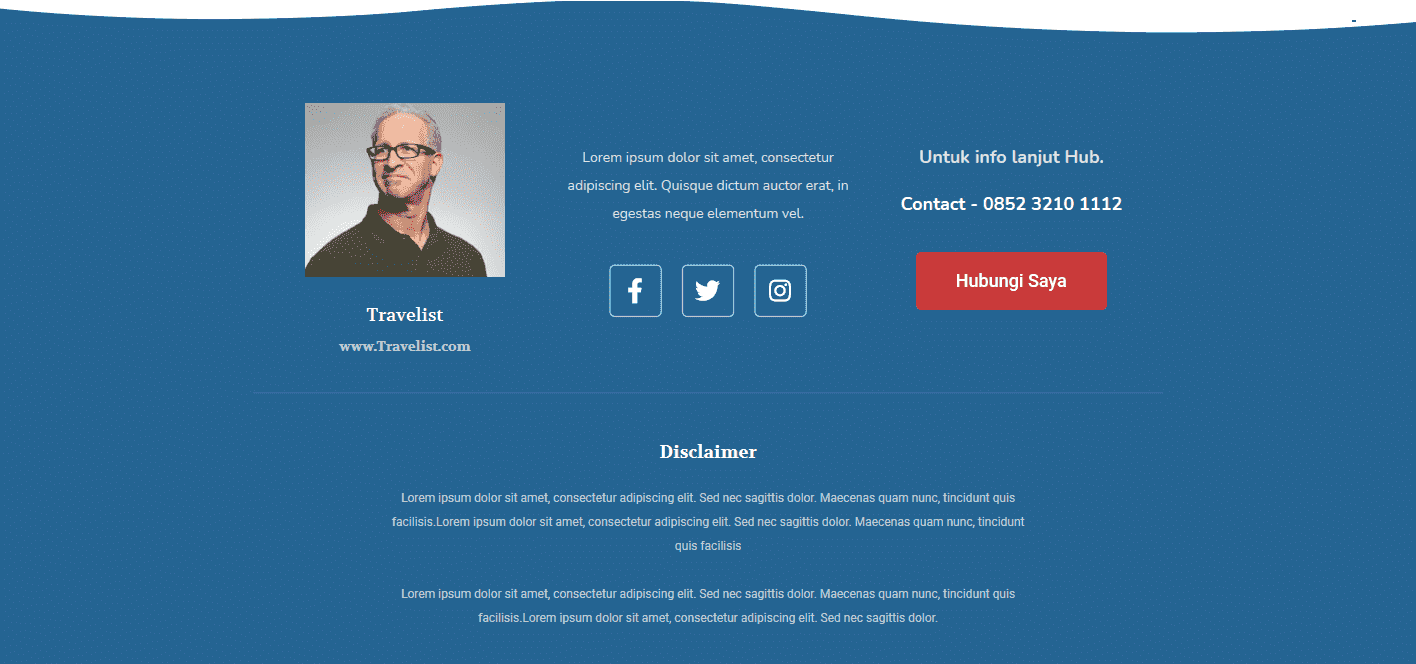 Travelist
www.Travelist.com
Lorem ipsum dolor sit amet, consectetur
adipiscing elit. Quisque dictum auctor erat, in
egestas neque elementum vel.
Untuk info lanjut Hub.
Contact - 0852 3210 1112
Hubungi Saya
Disclaimer
Lorem ipsum dolor sit amet, consectetur adipiscing elit. Sed nec sagittis dolor. Maecenas quam nunc, tincidunt quis
facilisis.Lorem ipsum dolor sit amet, consectetur adipiscing elit. Sed nec sagittis dolor. Maecenas quam nunc, tincidunt
quis facilisis
Lorem ipsum dolor sit amet, consectetur adipiscing elit. Sed nec sagittis dolor. Maecenas quam nunc, tincidunt quis
facilisis.Lorem ipsum dolor sit amet, consectetur adipiscing elit. Sed nec sagittis dolor.